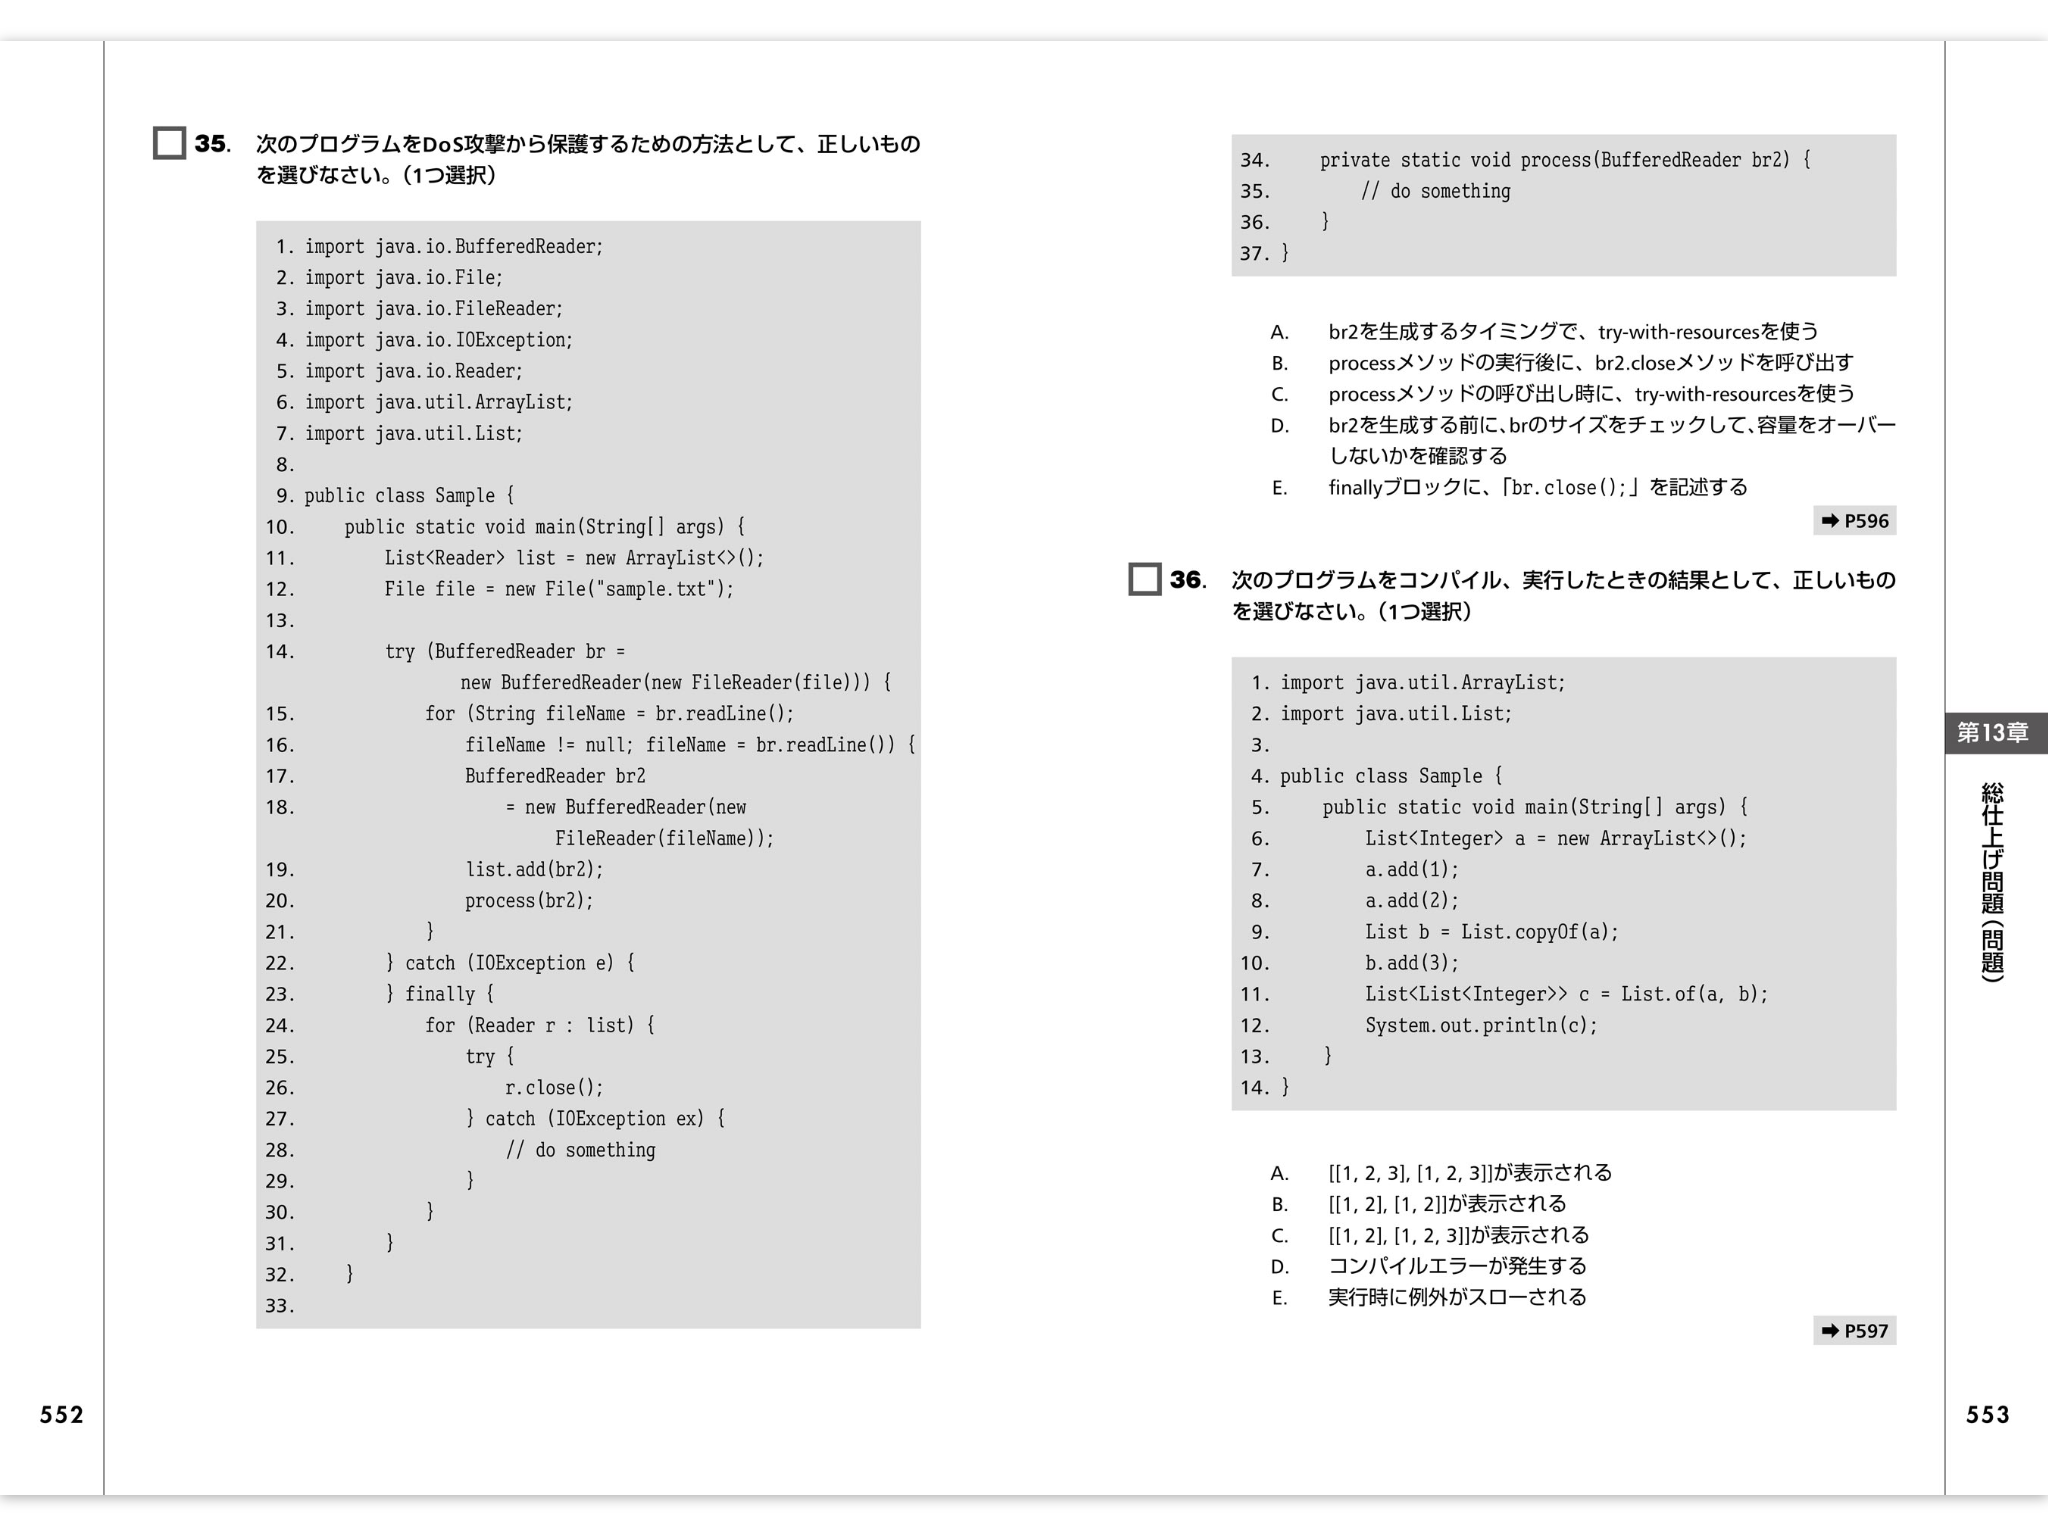 35. 次のプログラムをDoS攻撃から保護するための方法として、正しいもの
を選びなさい。（1つ選択）
1. import java.io.BufferedReader;
2. import java.io.File;
3. import java.io.FileReader;
4. import java.io.IOException;
5. import java.io.Reader;
6. import java.util.ArrayList;
7. import java.util.List;
8.
9. public class Sample {
10.     public static void main(String[] args) {
11.         List<Reader> list = new ArrayList<>();
12.         File file = new File("sample.txt");
13.
14.         try (BufferedReader br =
                new BufferedReader(new FileReader(file))) {
15.             for (String fileName = br.readLine();
16.                 fileName != null; fileName = br.readLine()) {
17.                 BufferedReader br2
18.                     = new BufferedReader(new
                          FileReader(fileName));
19.                 list.add(br2);
20.                 process(br2);
21.             }
22.         } catch (IOException e) {
23.         } finally {
24.             for (Reader r : list) {
25.                 try {
26.                     r.close();
27.                 } catch (IOException ex) {
28.                     // do something
29.                 }
30.             }
31.         }
32.     }
33.
552
34.     private static void process(BufferedReader br2) {
35.         // do something
36.     }
37. }
A. br2を生成するタイミングで、try-with-resourcesを使う
B. processメソッドの実行後に、br2.closeメソッドを呼び出す
C. processメソッドの呼び出し時に、try-with-resourcesを使う
D. br2を生成する前に、brのサイズをチェックして、容量をオーバー
しないかを確認する
E. finallyブロックに、「br.close();」を記述する
➡ P596
36. 次のプログラムをコンパイル、実行したときの結果として、正しいもの
を選びなさい。（1つ選択）
1. import java.util.ArrayList;
2. import java.util.List;
3.
4. public class Sample {
5.     public static void main(String[] args) {
6.         List<Integer> a = new ArrayList<>();
7.         a.add(1);
8.         a.add(2);
9.         List b = List.copyOf(a);
10.         b.add(3);
11.         List<List<Integer>> c = List.of(a, b);
12.         System.out.println(c);
13.     }
14. }
A. [[1, 2, 3], [1, 2, 3]]が表示される
B. [[1, 2], [1, 2]]が表示される
C. [[1, 2], [1, 2, 3]]が表示される
D. コンパイルエラーが発生する
E. 実行時に例外がスローされる
➡ P597
第13章
総仕上げ問題（問題）
553